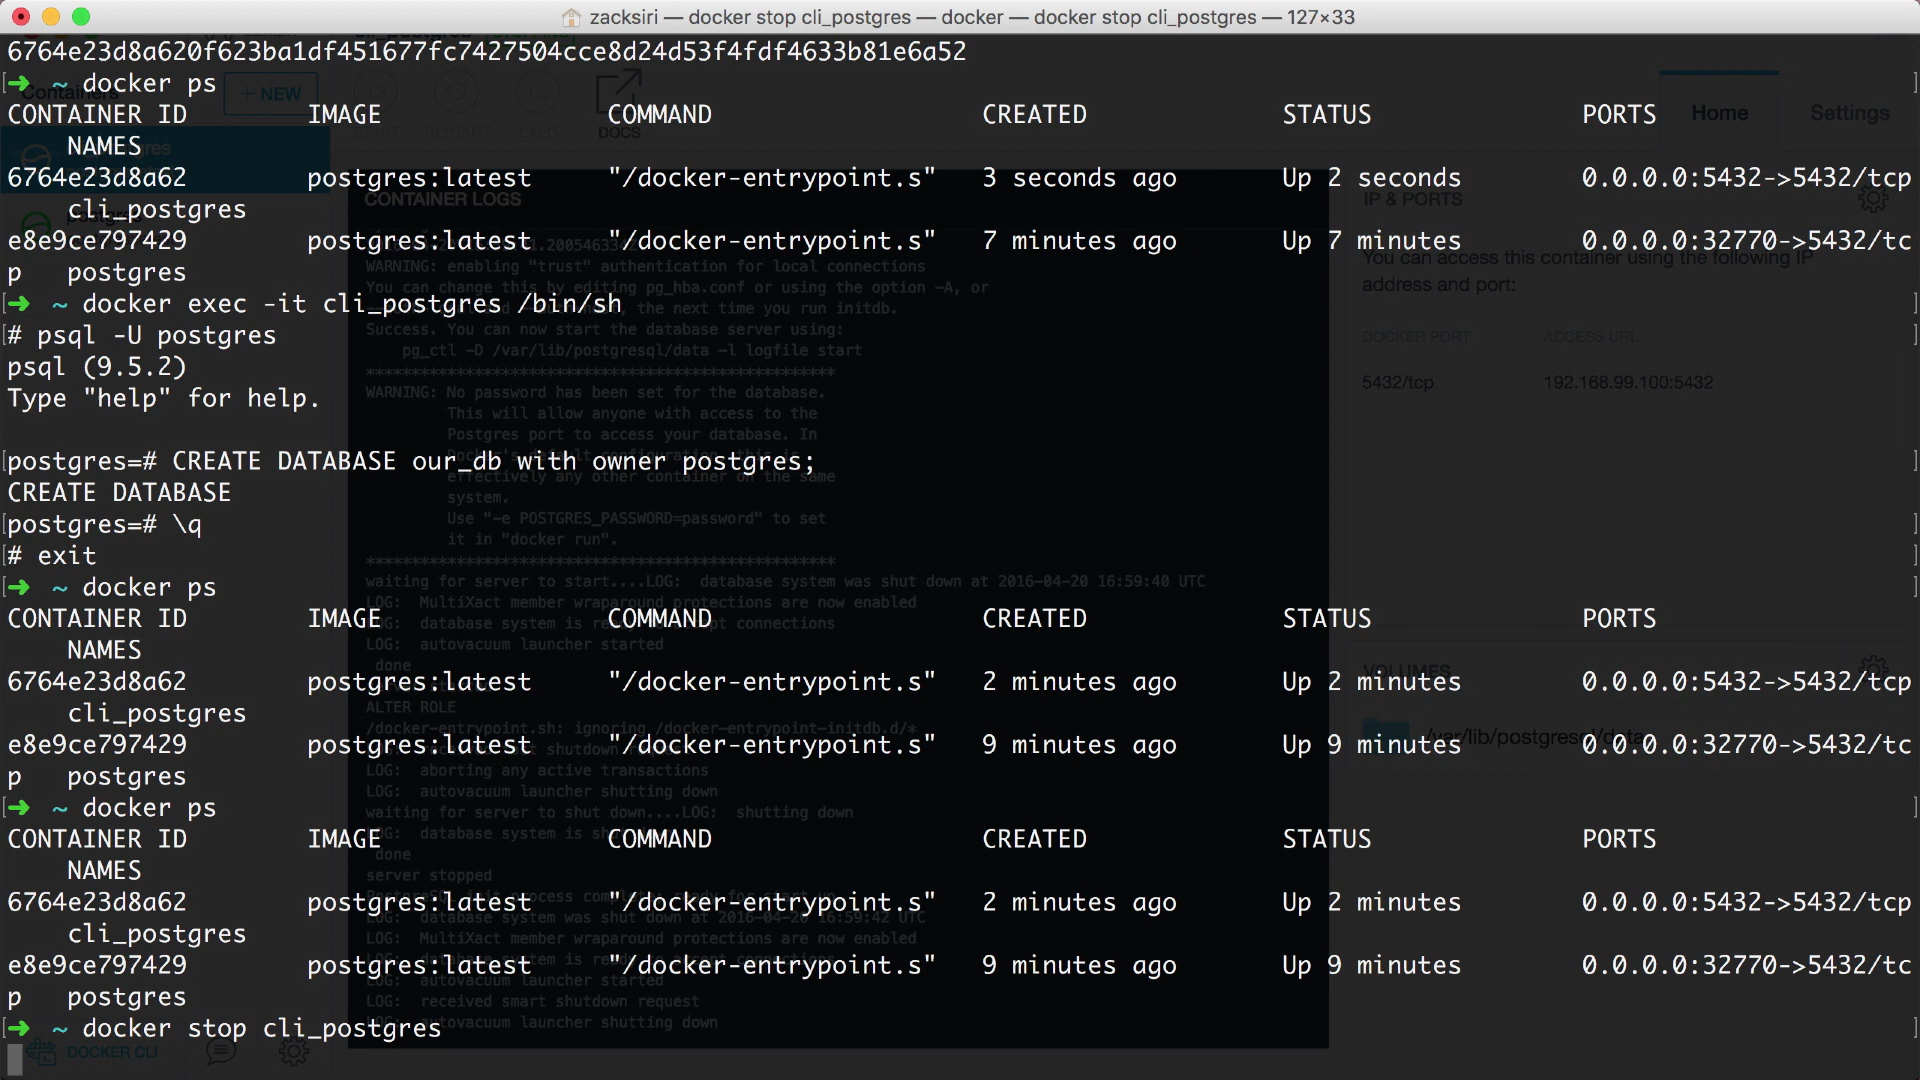 zacksiri — docker stop cli_postgres — docker — docker stop cli_postgres — 127×33
6764e23d8a620f623ba1df451677fc7427504cce8d24d53f4fdf4633b81e6a52
➜ ~ docker ps
CONTAINER ID IMAGE COMMAND CREATED STATUS PORTS
NAMES
6764e23d8a62 postgres:latest "/docker-entrypoint.s" 3 seconds ago Up 2 seconds 0.0.0.0:5432->5432/tcp
cli_postgres
e8e9ce797429 postgres:latest "/docker-entrypoint.s" 7 minutes ago Up 7 minutes 0.0.0.0:32770->5432/tc
p postgres
➜ ~ docker exec -it cli_postgres /bin/sh
# psql -U postgres
psql (9.5.2)
Type "help" for help.
postgres=# CREATE DATABASE our_db with owner postgres;
CREATE DATABASE
postgres=# \q
# exit
➜ ~ docker ps
CONTAINER ID IMAGE COMMAND CREATED STATUS PORTS
NAMES
6764e23d8a62 postgres:latest "/docker-entrypoint.s" 2 minutes ago Up 2 minutes 0.0.0.0:5432->5432/tcp
cli_postgres
e8e9ce797429 postgres:latest "/docker-entrypoint.s" 9 minutes ago Up 9 minutes 0.0.0.0:32770->5432/tc
p postgres
➜ ~ docker ps
CONTAINER ID IMAGE COMMAND CREATED STATUS PORTS
NAMES
6764e23d8a62 postgres:latest "/docker-entrypoint.s" 2 minutes ago Up 2 minutes 0.0.0.0:5432->5432/tcp
cli_postgres
e8e9ce797429 postgres:latest "/docker-entrypoint.s" 9 minutes ago Up 9 minutes 0.0.0.0:32770->5432/tc
p postgres
➜ ~ docker stop cli_postgres
Containers
+ NEW
START RESTART EXEC DOCS
Home Settings
CONTAINER LOGS
WARNING: enabling "trust" authentication for local connections
You can change this by editing pg_hba.conf or using the option -A, or
the next time you run initdb.
Success. You can now start the database server using:
pg_ctl -D /var/lib/postgresql/data -l logfile start
****************************************************
WARNING: No password has been set for the database.
This will allow anyone with access to the
Postgres port to access your database. In
effectively any other container on the same
system.
Use "-e POSTGRES_PASSWORD=password" to set
it in "docker run".
****************************************************
waiting for server to start....LOG: database system was shut down at 2016-04-20 16:59:40 UTC
LOG: MultiXact member wraparound protections are now enabled
LOG: autovacuum launcher started
done
ALTER ROLE
/docker-entrypoint.sh: ignoring /docker-entrypoint-initdb.d/*
LOG: aborting any active transactions
LOG: autovacuum launcher shutting down
waiting for server to shut down....LOG: shutting down
done
server stopped
LOG: database system was shut down at 2016-04-20 16:59:42 UTC
LOG: MultiXact member wraparound protections are now enabled
LOG: autovacuum launcher started
LOG: received smart shutdown request
autovacuum launcher shutting down
IP & PORTS
You can access this container using the following IP
address and port:
DOCKER PORT ACCESS URL
5432/tcp 192.168.99.100:5432
VOLUMES
/var/lib/postgresql/data
DOCKER CLI